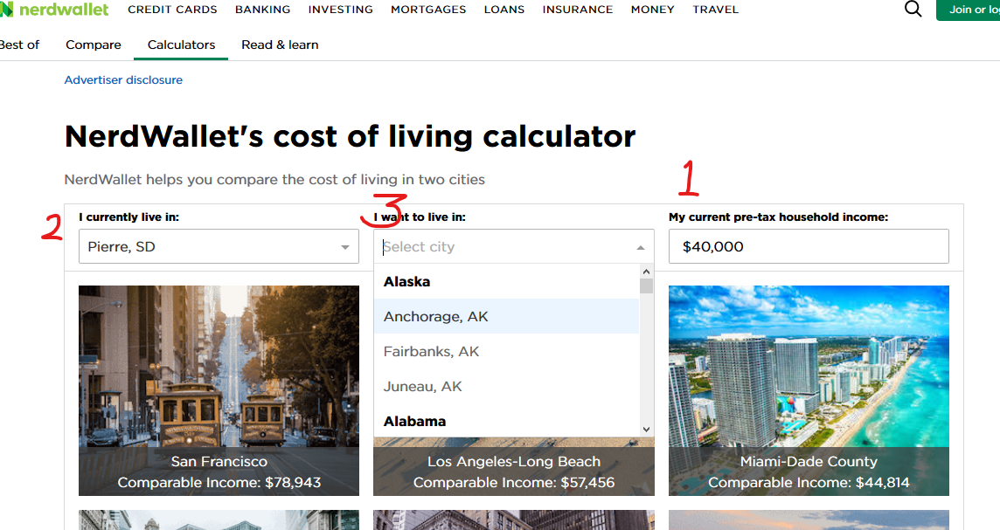 nerdwallet CREDIT CARDS BANKING INVESTING MORTGAGES LOANS INSURANCE MONEY TRAVEL Join or lo
Best of Compare Calculators Read & learn
Advertiser disclosure
NerdWallet's cost of living calculator
NerdWallet helps you compare the cost of living in two cities
1
2
3
I currently live in: I want to live in: My current pre-tax household income:
Pierre, SD Select city $40,000
Alaska
Anchorage, AK
Fairbanks, AK
Juneau, AK
Alabama
San Francisco Los Angeles-Long Beach Miami-Dade County
Comparable Income: $78,943 Comparable Income: $57,456 Comparable Income: $44,814